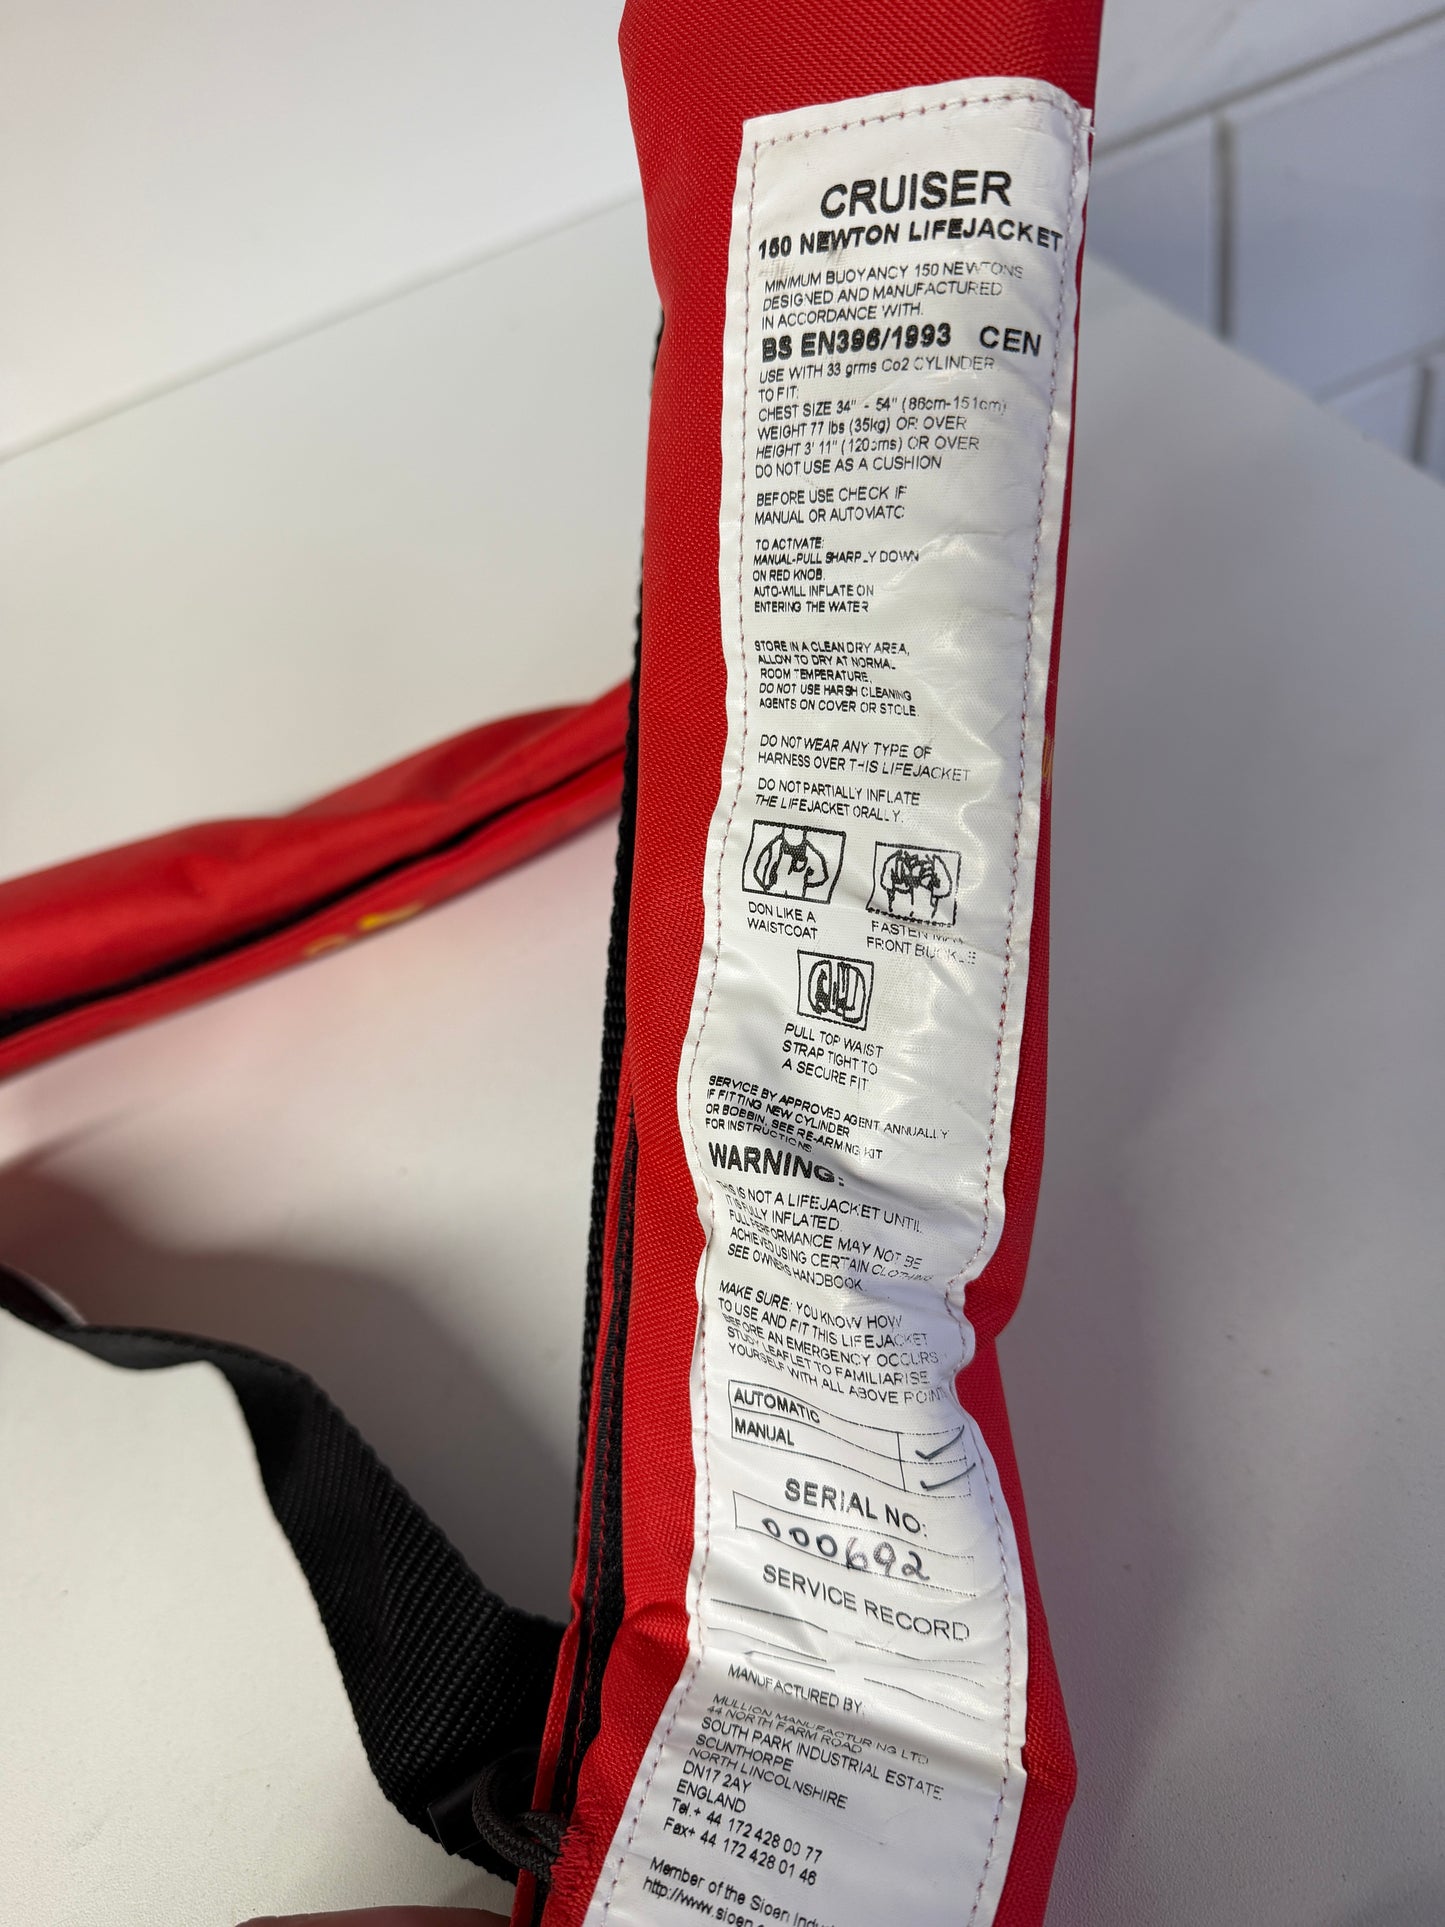 CRUISER
150 NEWTON LIFEJACKET
MINIMUM BUOYANCY 150 NEWTONS
DESIGNED AND MANUFACTURED
IN ACCORDANCE WITH.
BS EN396/1993 CEN
USE WITH 33 grms Co2 CYLINDER
TO FIT:
CHEST SIZE 34" - 54" (86cm-151cm)
WEIGHT 77 lbs (35kg) OR OVER
HEIGHT 3' 11" (120cms) OR OVER
DO NOT USE AS A CUSHION
BEFORE USE CHECK IF
MANUAL OR AUTOMATIC
TO ACTIVATE:
MANUAL-PULL SHARPLY DOWN
ON RED KNOB.
AUTO-WILL INFLATE ON
ENTERING THE WATER
STORE IN A CLEAN DRY AREA,
ALLOW TO DRY AT NORMAL
ROOM TEMPERATURE,
DO NOT USE HARSH CLEANING
AGENTS ON COVER OR STOLE.
DO NOT WEAR ANY TYPE OF
HARNESS OVER THIS LIFEJACKET
DO NOT PARTIALLY INFLATE
THE LIFEJACKET ORALLY.
DON LIKE A
WAISTCOAT
FASTEN
FRONT BUCKLE
PULL TOP WAIST
STRAP TIGHT TO
A SECURE FIT
SERVICE BY APPROVED AGENT ANNUALLY
IF FITTING NEW CYLINDER
OR BOBBIN, SEE RE-ARMING KIT
FOR INSTRUCTIONS
WARNING:
THIS IS NOT A LIFEJACKET UNTIL
IT IS FULLY INFLATED.
FULL PERFORMANCE MAY NOT BE
ACHIEVED USING CERTAIN CLOTHING
SEE OWNERS HANDBOOK
MAKE SURE: YOU KNOW HOW
TO USE AND FIT THIS LIFEJACKET
BEFORE AN EMERGENCY OCCURS
STUDY LEAFLET TO FAMILIARISE
YOURSELF WITH ALL ABOVE POINTS
AUTOMATIC ✓
MANUAL ✓
SERIAL NO:
000692
SERVICE RECORD
MANUFACTURED BY:
MULLION MANUFACTURING LTD
44 NORTH FARM ROAD
SOUTH PARK INDUSTRIAL ESTATE
SCUNTHORPE
NORTH LINCOLNSHIRE
DN17 2AY
ENGLAND
Tel.+ 44 172 428 00 77
Fax+ 44 172 428 01 46
Member of the Sioen
http://www.sioen